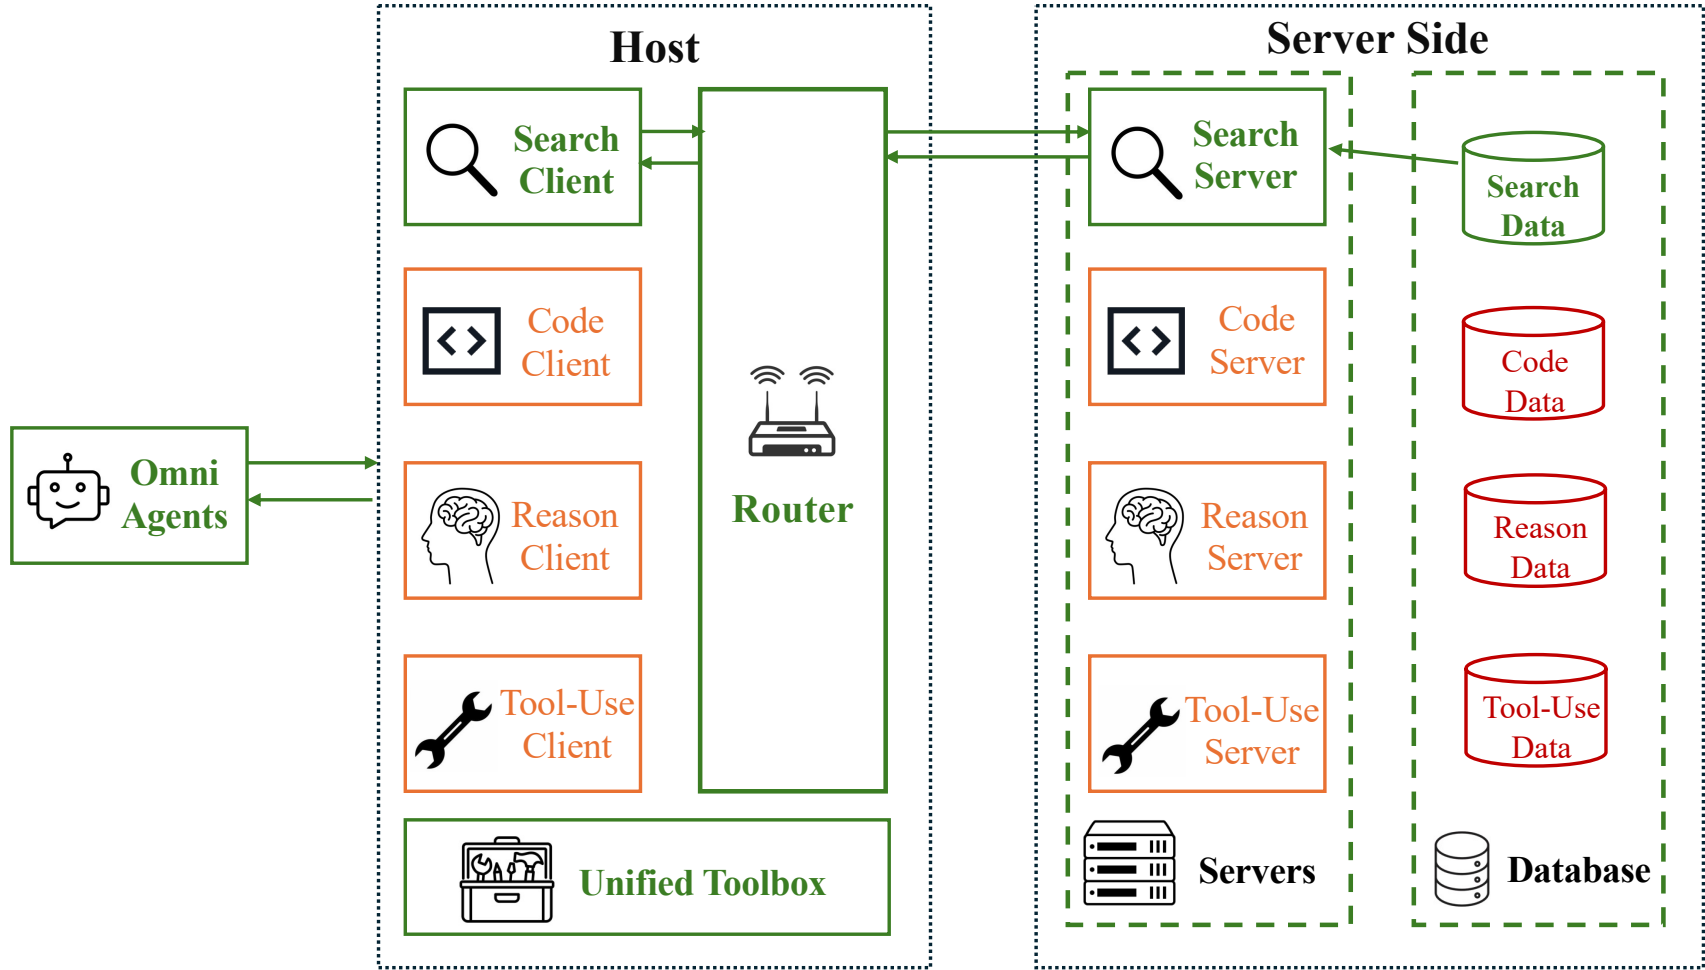 Host
Server Side
Search
Client
Search
Server
Search
Data
Code
Client
Code
Server
Code
Data
Omni
Agents
Reason
Client
Router
Reason
Server
Reason
Data
Tool-Use
Client
Tool-Use
Server
Tool-Use
Data
Unified Toolbox
Servers
Database